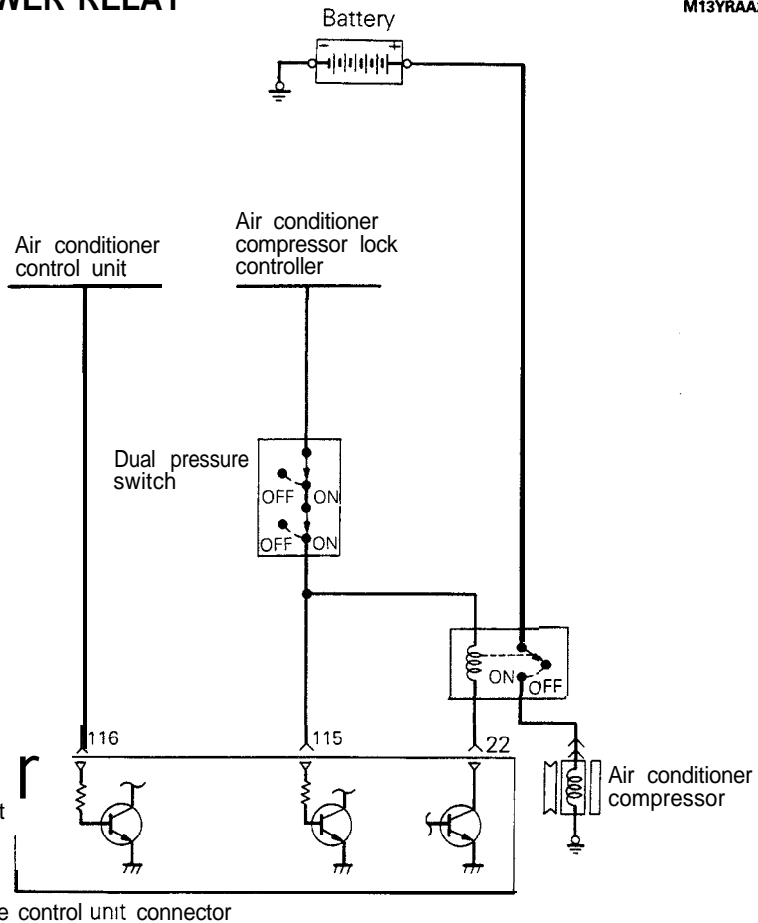 WER RELAY
M13YRAA
Battery
- +
Air conditioner
control unit
Air conditioner
compressor lock
controller
Dual pressure
switch
OFF ON
OFF ON
ON OFF
116
115
22
r
t
Air conditioner
compressor
e control unit connector